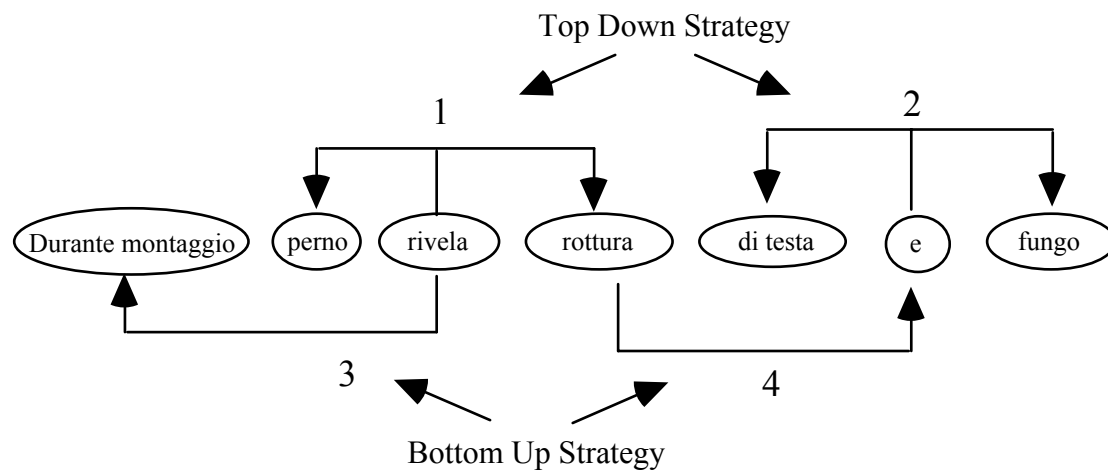 Top Down Strategy
1 2
Durante montaggio perno rivela rottura di testa e fungo
3 4
Bottom Up Strategy